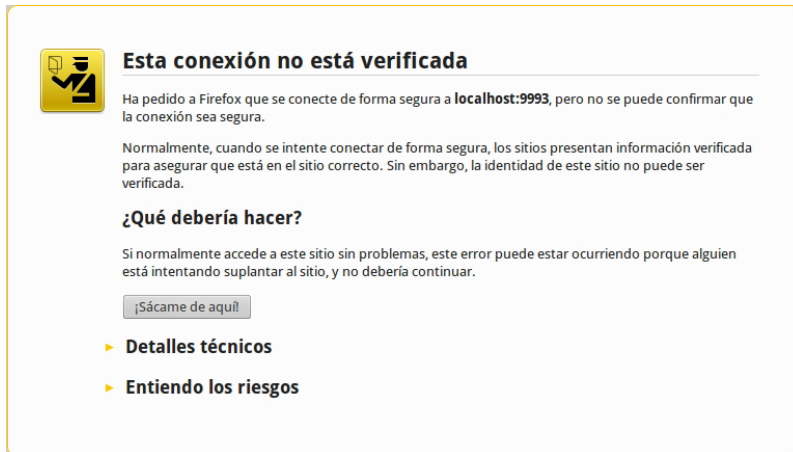 Esta conexión no está verificada
Ha pedido a Firefox que se conecte de forma segura a localhost:9993, pero no se puede confirmar que
la conexión sea segura.
Normalmente, cuando se intente conectar de forma segura, los sitios presentan información verificada
para asegurar que está en el sitio correcto. Sin embargo, la identidad de este sitio no puede ser
verificada.
¿Qué debería hacer?
Si normalmente accede a este sitio sin problemas, este error puede estar ocurriendo porque alguien
está intentando suplantar al sitio, y no debería continuar.
¡Sácame de aquí!
Detalles técnicos
Entiendo los riesgos